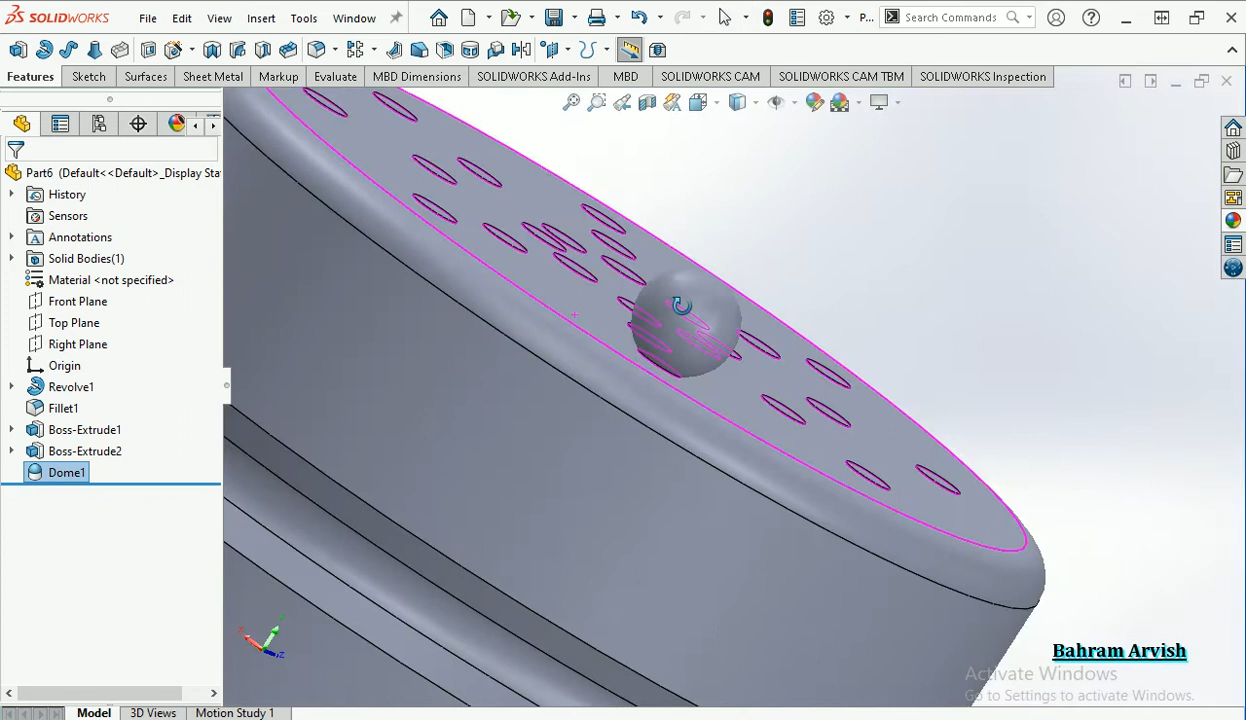 SOLIDWORKS File Edit View Insert Tools Window P... Search Commands
Features Sketch Surfaces Sheet Metal Markup Evaluate MBD Dimensions SOLIDWORKS Add-Ins MBD SOLIDWORKS CAM SOLIDWORKS CAM TBM SOLIDWORKS Inspection
Part6 (Default<<Default>_Display Sta
History
Sensors
Annotations
Solid Bodies(1)
Material <not specified>
Front Plane
Top Plane
Right Plane
Origin
Revolve1
Fillet1
Boss-Extrude1
Boss-Extrude2
Dome1
Bahram Arvish
Activate Windows
Go to Settings to activate Windows.
Model 3D Views Motion Study 1